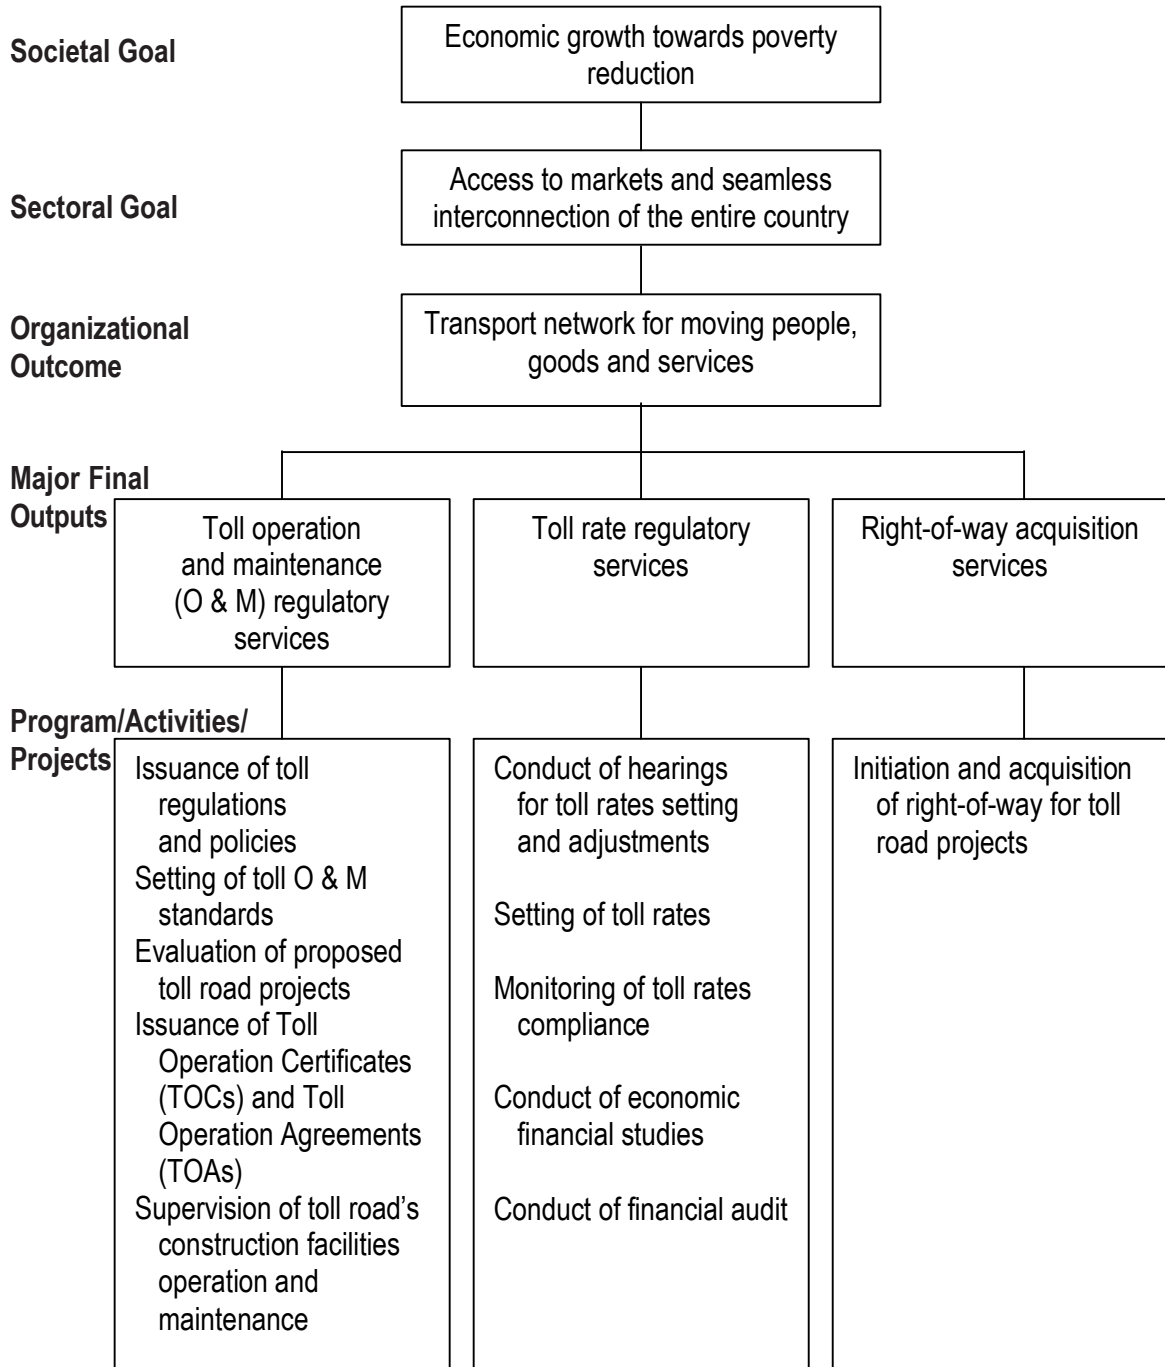 Societal Goal
Economic growth towards poverty
reduction
Sectoral Goal
Access to markets and seamless
interconnection of the entire country
Organizational
Outcome
Transport network for moving people,
goods and services
Major Final
Outputs
Toll operation
and maintenance
(O & M) regulatory
services
Toll rate regulatory
services
Right-of-way acquisition
services
Program/Activities/
Projects
Issuance of toll
regulations
and policies
Setting of toll O & M
standards
Evaluation of proposed
toll road projects
Issuance of Toll
Operation Certificates
(TOCs) and Toll
Operation Agreements
(TOAs)
Supervision of toll road’s
construction facilities
operation and
maintenance
Conduct of hearings
for toll rates setting
and adjustments
Setting of toll rates
Monitoring of toll rates
compliance
Conduct of economic
financial studies
Conduct of financial audit
Initiation and acquisition
of right-of-way for toll
road projects